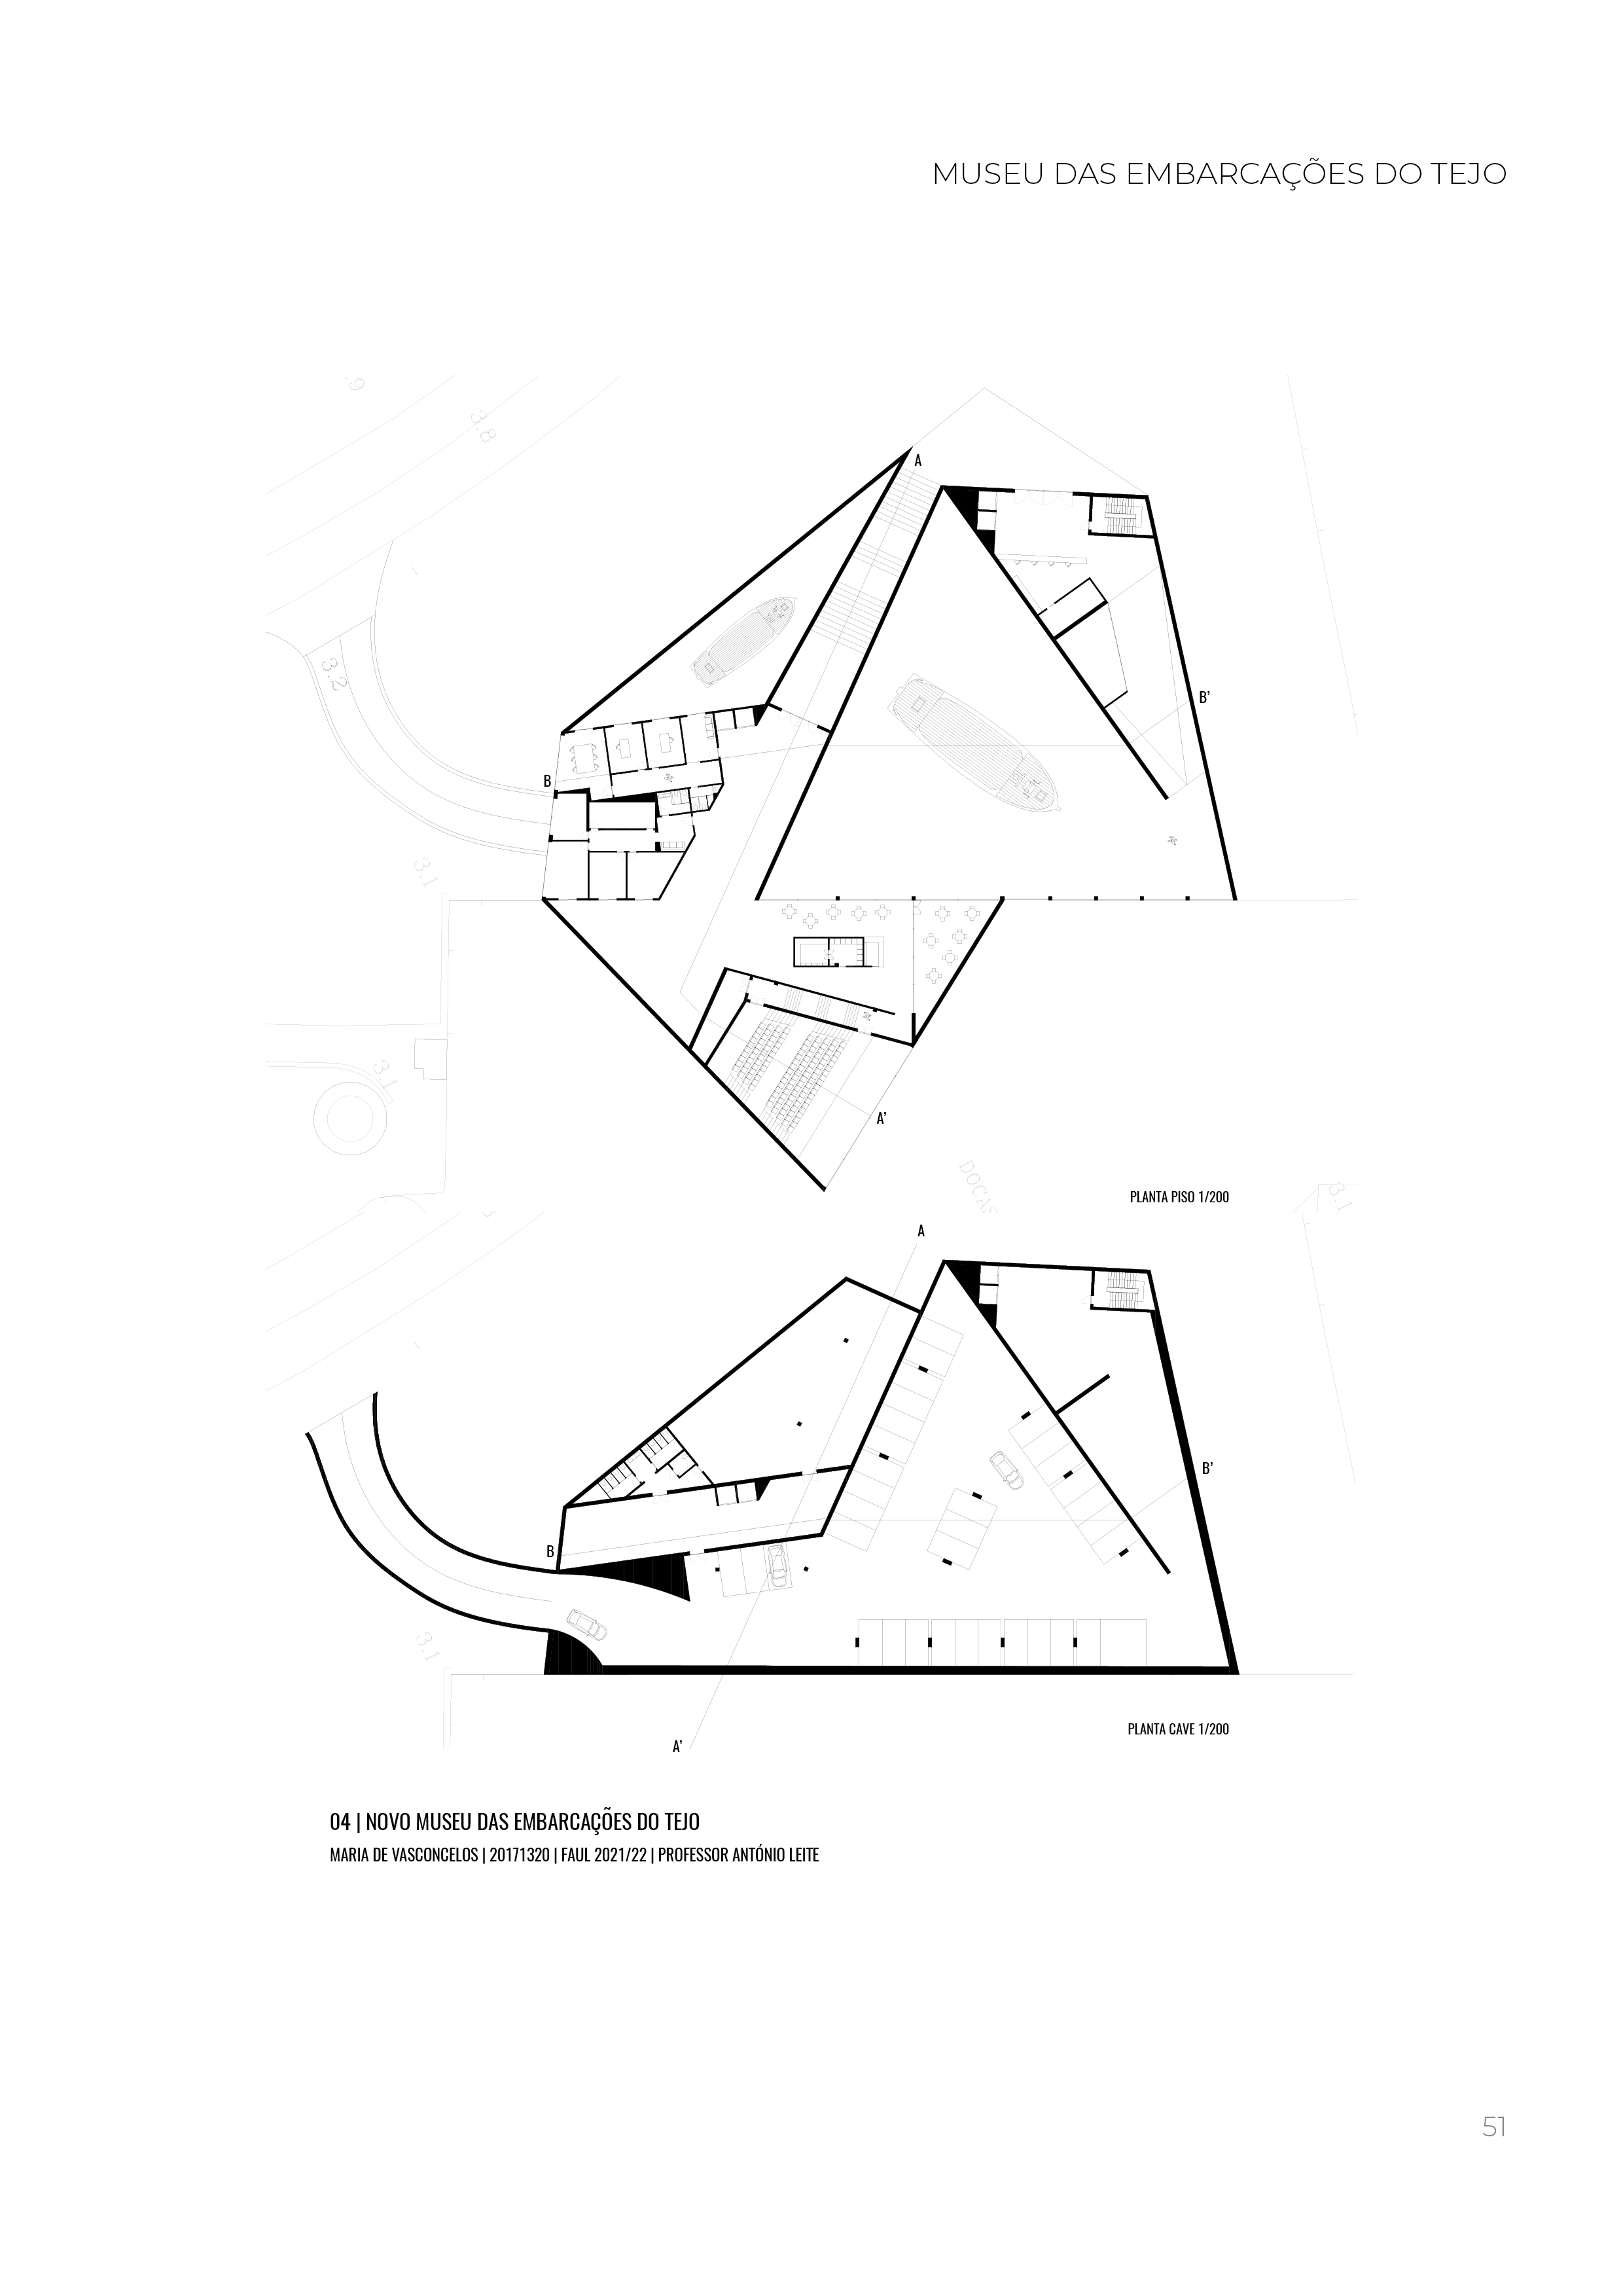 MUSEU DAS EMBARCAÇÕES DO TEJO
.9
3.8
A
3.2
B'
B
3.1
3.1
A'
DOCAS
PLANTA PISO 1/200
3.1
A
B'
B
3.1
PLANTA CAVE 1/200
A'
04 | NOVO MUSEU DAS EMBARCAÇÕES DO TEJO
MARIA DE VASCONCELOS | 20171320 | FAUL 2021/22 | PROFESSOR ANTÓNIO LEITE
51